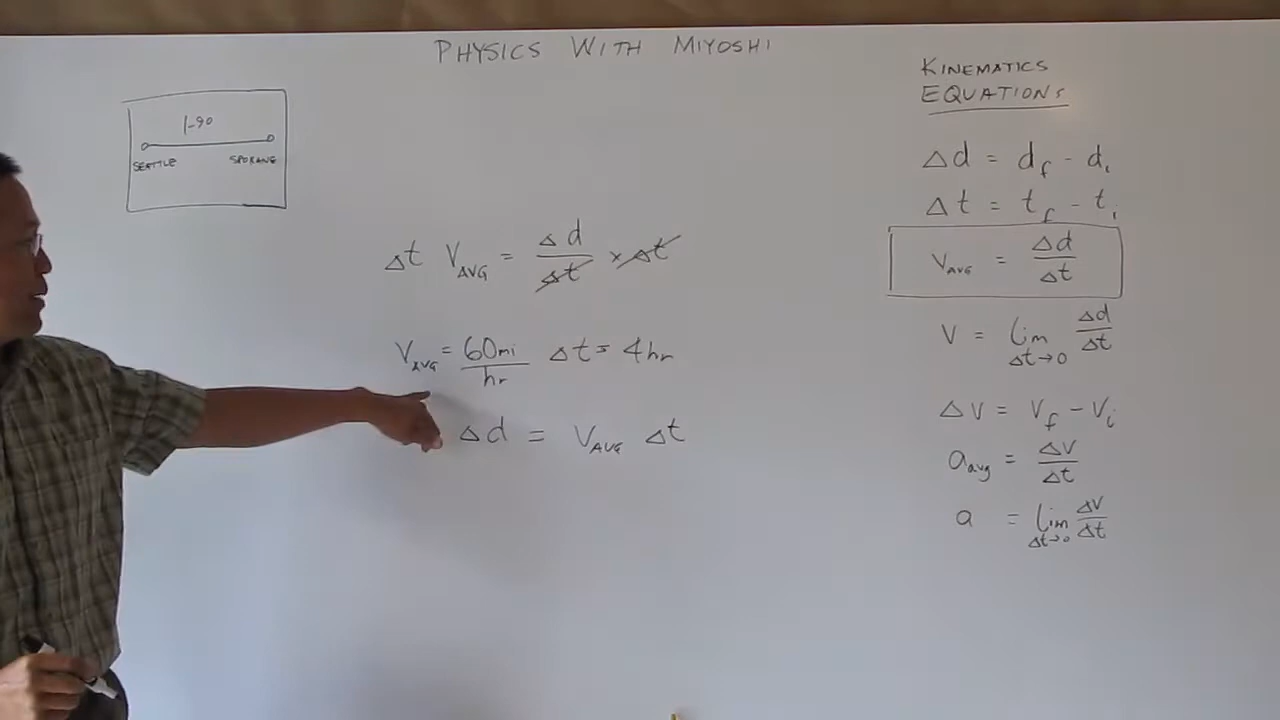 PHYSICS WITH MIYOSHI
I-90
SEATTLE SPOKANE
Δt V_AVG = Δd/Δt × Δt
V_AVG = 60mi/hr Δt = 4hr
Δd = V_AVG Δt
KINEMATICS
EQUATIONS
Δd = d_f - d_i
Δt = t_f - t_i
V_AVG = Δd/Δt
V = lim Δt→0 Δd/Δt
ΔV = V_f - V_i
a_avg = ΔV/Δt
a = lim Δt→0 ΔV/Δt